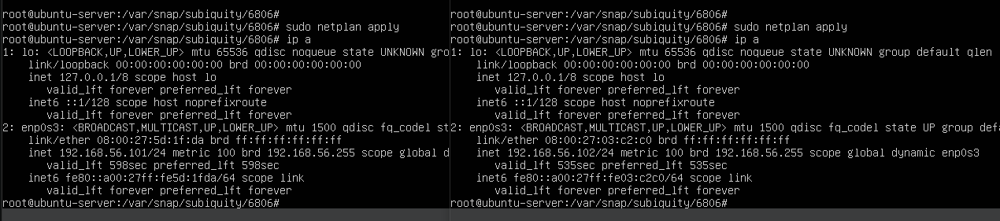 root@ubuntu-server:/var/snap/subiquity/6806#
root@ubuntu-server:/var/snap/subiquity/6806# sudo netplan apply
root@ubuntu-server:/var/snap/subiquity/6806# ip a
1: lo: <LOOPBACK,UP,LOWER_UP> mtu 65536 qdisc noqueue state UNKNOWN gro
link/loopback 00:00:00:00:00:00 brd 00:00:00:00:00:00
inet 127.0.0.1/8 scope host lo
valid_lft forever preferred_lft forever
inet6 ::1/128 scope host noprefixroute
valid_lft forever preferred_lft forever
2: enp0s3: <BROADCAST,MULTICAST,UP,LOWER_UP> mtu 1500 qdisc fq_codel st
link/ether 08:00:27:5d:1f:da brd ff:ff:ff:ff:ff:ff
inet 192.168.56.101/24 metric 100 brd 192.168.56.255 scope global d
valid_lft 598sec preferred_lft 598sec
inet6 fe80::a00:27ff:fe5d:1fda/64 scope link
valid_lft forever preferred_lft forever
root@ubuntu-server:/var/snap/subiquity/6806#
root@ubuntu-server:/var/snap/subiquity/6806#
root@ubuntu-server:/var/snap/subiquity/6806# sudo netplan apply
root@ubuntu-server:/var/snap/subiquity/6806# ip a
1: lo: <LOOPBACK,UP,LOWER_UP> mtu 65536 qdisc noqueue state UNKNOWN group default qlen
link/loopback 00:00:00:00:00:00 brd 00:00:00:00:00:00
inet 127.0.0.1/8 scope host lo
valid_lft forever preferred_lft forever
inet6 ::1/128 scope host noprefixroute
valid_lft forever preferred_lft forever
2: enp0s3: <BROADCAST,MULTICAST,UP,LOWER_UP> mtu 1500 qdisc fq_codel state UP group defa
link/ether 08:00:27:03:c2:c0 brd ff:ff:ff:ff:ff:ff
inet 192.168.56.102/24 metric 100 brd 192.168.56.255 scope global dynamic enp0s3
valid_lft 535sec preferred_lft 535sec
inet6 fe80::a00:27ff:fe03:c2c0/64 scope link
valid_lft forever preferred_lft forever
root@ubuntu-server:/var/snap/subiquity/6806#